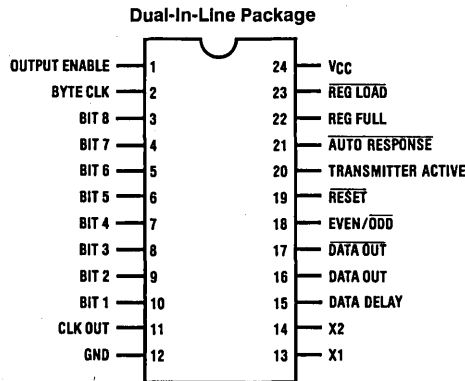 Dual-In-Line Package
OUTPUT ENABLE 1 24 VCC
BYTE CLK 2 23 REG LOAD
BIT 8 3 22 REG FULL
BIT 7 4 21 AUTO RESPONSE
BIT 6 5 20 TRANSMITTER ACTIVE
BIT 5 6 19 RESET
BIT 4 7 18 EVEN/ODD
BIT 3 8 17 DATA OUT
BIT 2 9 16 DATA OUT
BIT 1 10 15 DATA DELAY
CLK OUT 11 14 X2
GND 12 13 X1